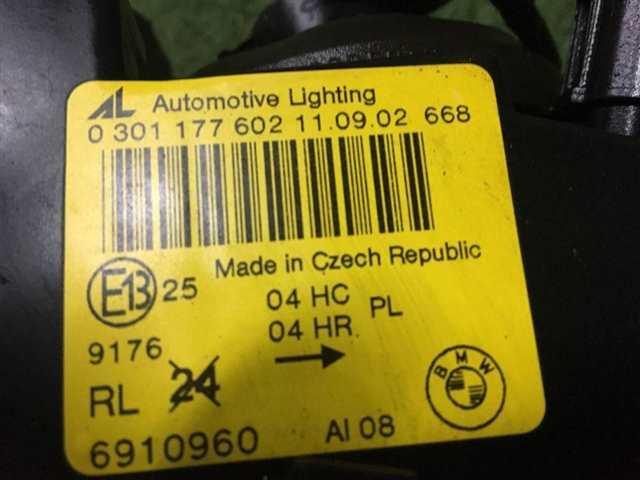 AL Automotive Lighting
0 301 177 602 11.09.02 668
Made in Czech Republic
E13 25
04 HC
04 HR PL
9176
RL 24
6910960
AI 08
BMW